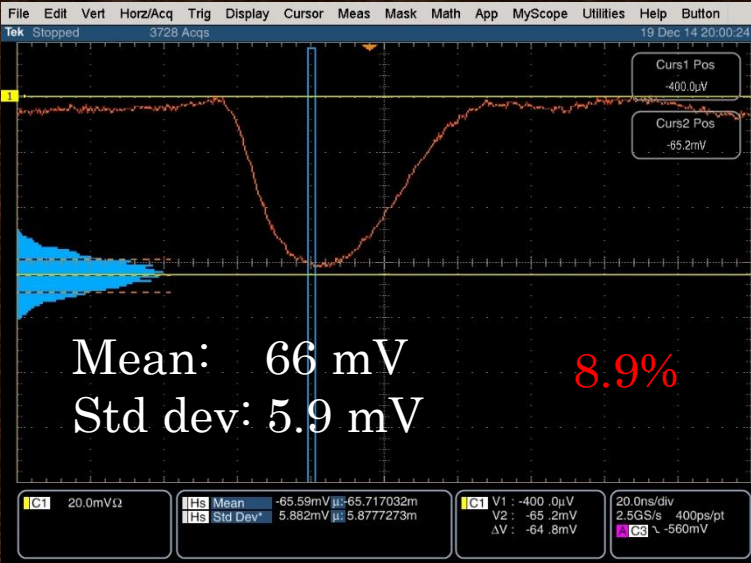 File Edit Vert Horz/Acq Trig Display Cursor Meas Mask Math App MyScope Utilities Help Button
Tek Stopped 3728 Acqs 19 Dec 14 20:00:24
Curs1 Pos
-400.0µV
1
Curs2 Pos
-65.2mV
Mean: 66 mV
8.9%
Std dev: 5.9 mV
C1 20.0mVΩ
Hs Mean -65.59mV µ:-65.717032m
Hs Std Dev* 5.882mV µ: 5.8777273m
C1 V1 : -400 .0µV
V2 : -65 .2mV
ΔV : -64 .8mV
20.0ns/div
2.5GS/s 400ps/pt
A C3 -560mV